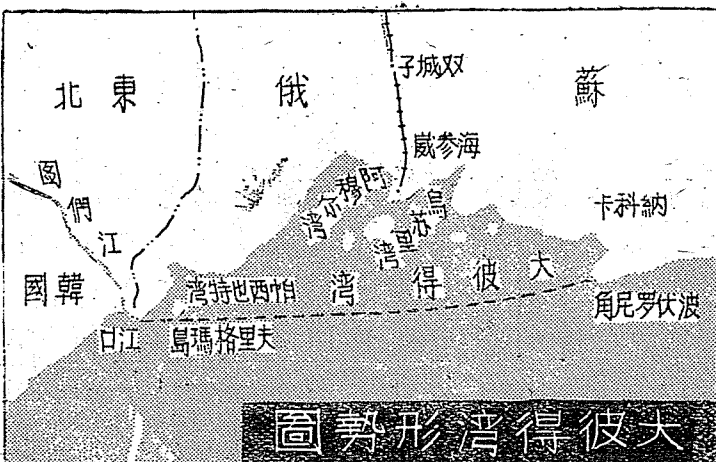 蘇俄
東北
双城子
海参崴
图們江
阿穆尔湾
烏苏里湾
納科卡
韓國
大彼得湾
帕西也特湾
波伏罗尼角
江口
夫里格瑪島
大彼得湾形勢圖